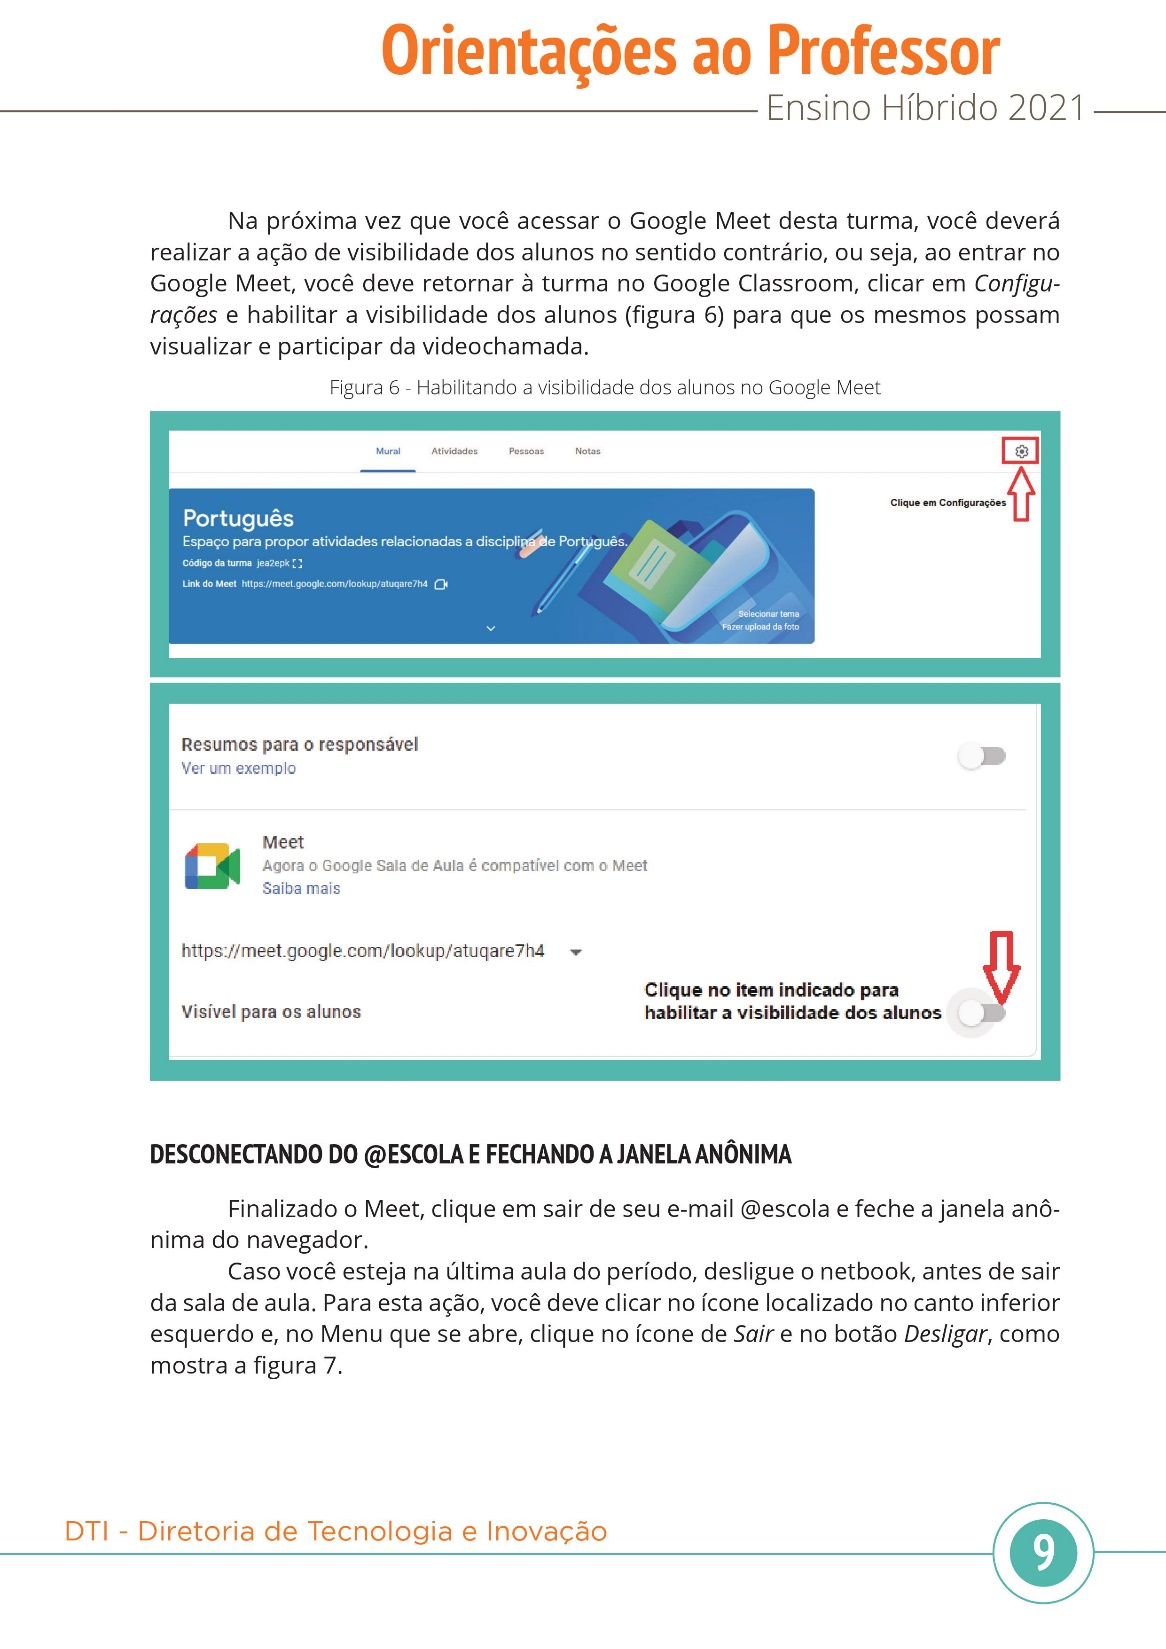 Orientações ao Professor
Ensino Híbrido 2021
Na próxima vez que você acessar o Google Meet desta turma, você deverá
realizar a ação de visibilidade dos alunos no sentido contrário, ou seja, ao entrar no
Google Meet, você deve retornar à turma no Google Classroom, clicar em Configu-
rações e habilitar a visibilidade dos alunos (figura 6) para que os mesmos possam
visualizar e participar da videochamada.
Figura 6 - Habilitando a visibilidade dos alunos no Google Meet
Mural Atividades Pessoas Notas
Clique em Configurações
Português
Espaço para propor atividades relacionadas a disciplina de Português.
Código da turma jea2epk
Link do Meet https://meet.google.com/lookup/atuqare7h4
Selecionar tema
Fazer upload da foto
Resumos para o responsável
Ver um exemplo
Meet
Agora o Google Sala de Aula é compatível com o Meet
Saiba mais
https://meet.google.com/lookup/atuqare7h4
Clique no item indicado para
habilitar a visibilidade dos alunos
Visível para os alunos
DESCONECTANDO DO @ESCOLA E FECHANDO A JANELA ANÔNIMA
Finalizado o Meet, clique em sair de seu e-mail @escola e feche a janela anô-
nima do navegador.
Caso você esteja na última aula do período, desligue o netbook, antes de sair
da sala de aula. Para esta ação, você deve clicar no ícone localizado no canto inferior
esquerdo e, no Menu que se abre, clique no ícone de Sair e no botão Desligar, como
mostra a figura 7.
DTI - Diretoria de Tecnologia e Inovação
9